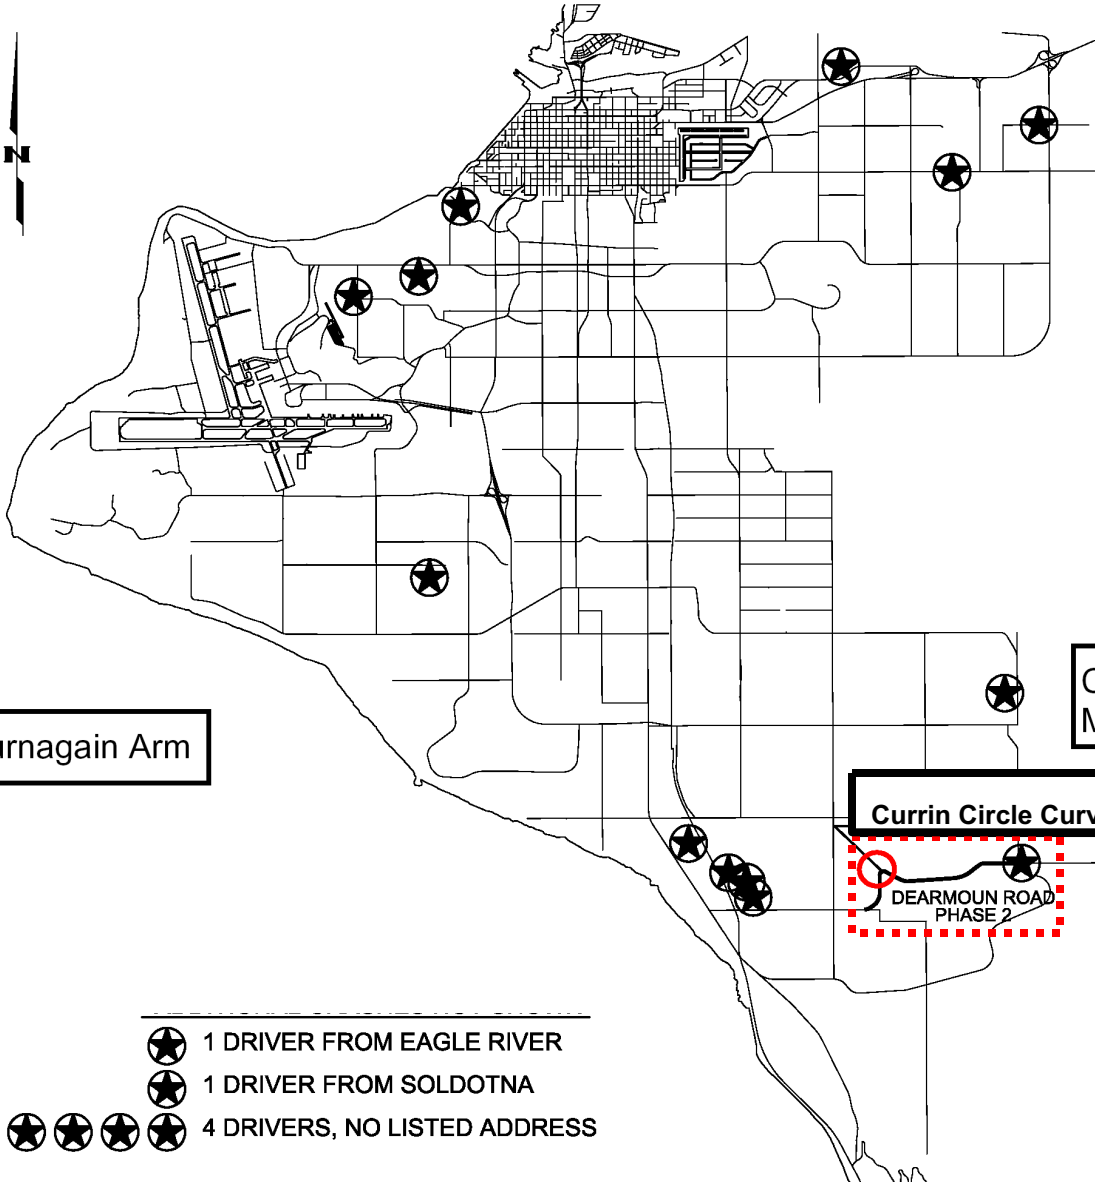 N
urnagain Arm
C
M
Currin Circle Curv
DEARMOUN ROAD
PHASE 2
1 DRIVER FROM EAGLE RIVER
1 DRIVER FROM SOLDOTNA
4 DRIVERS, NO LISTED ADDRESS